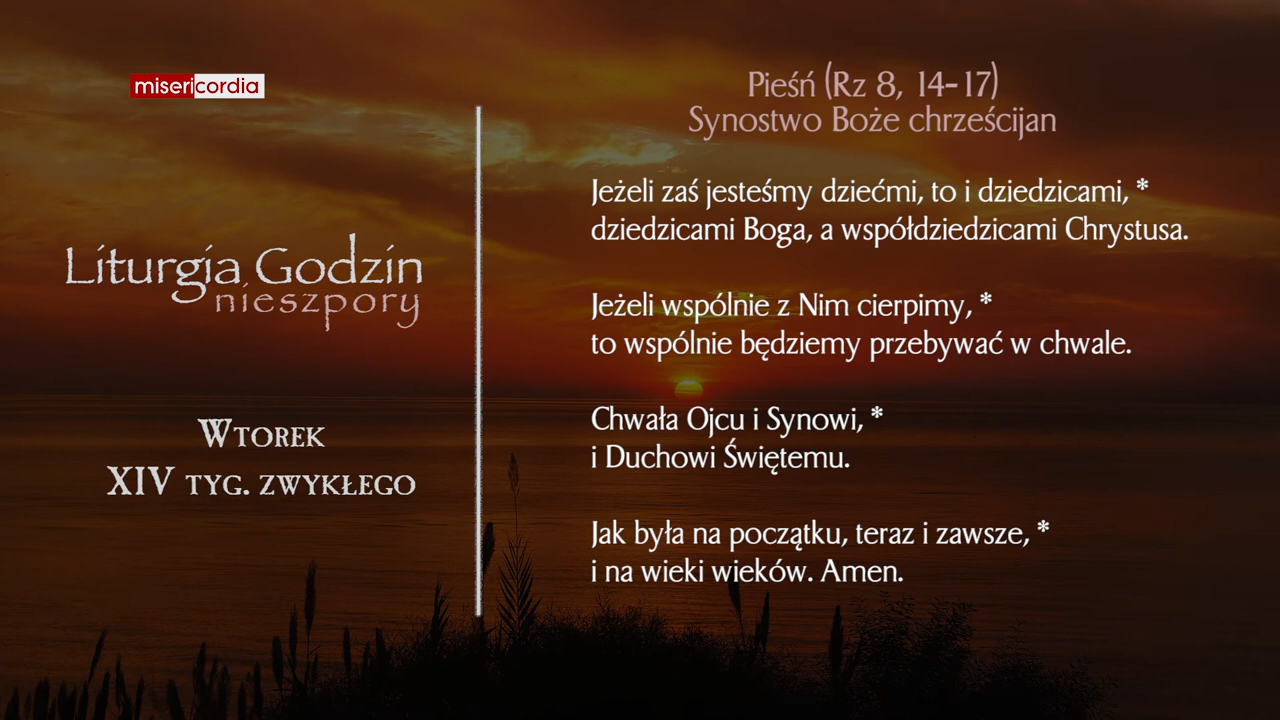 misericordia
Liturgia Godzin
nieszpory
Wtorek
XIV tyg. zwykłego
Pieśń (Rz 8, 14-17)
Synostwo Boże chrześcijan
Jeżeli zaś jesteśmy dziećmi, to i dziedzicami, *
dziedzicami Boga, a współdziedzicami Chrystusa.
Jeżeli wspólnie z Nim cierpimy, *
to wspólnie będziemy przebywać w chwale.
Chwała Ojcu i Synowi, *
i Duchowi Świętemu.
Jak była na początku, teraz i zawsze, *
i na wieki wieków. Amen.